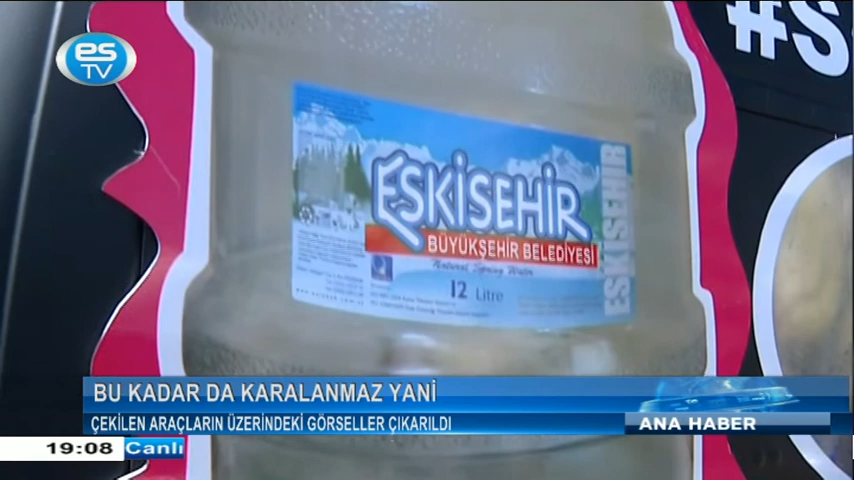 es
TV
#S
ESKİŞEHİR
BÜYÜKŞEHİR BELEDİYESİ
ESKİŞEHİR
Natural Spring Water
12 Litre
BU KADAR DA KARALANMAZ YANİ
ÇEKİLEN ARAÇLARIN ÜZERİNDEKİ GÖRSELLER ÇIKARILDI
ANA HABER
19:08 Canlı